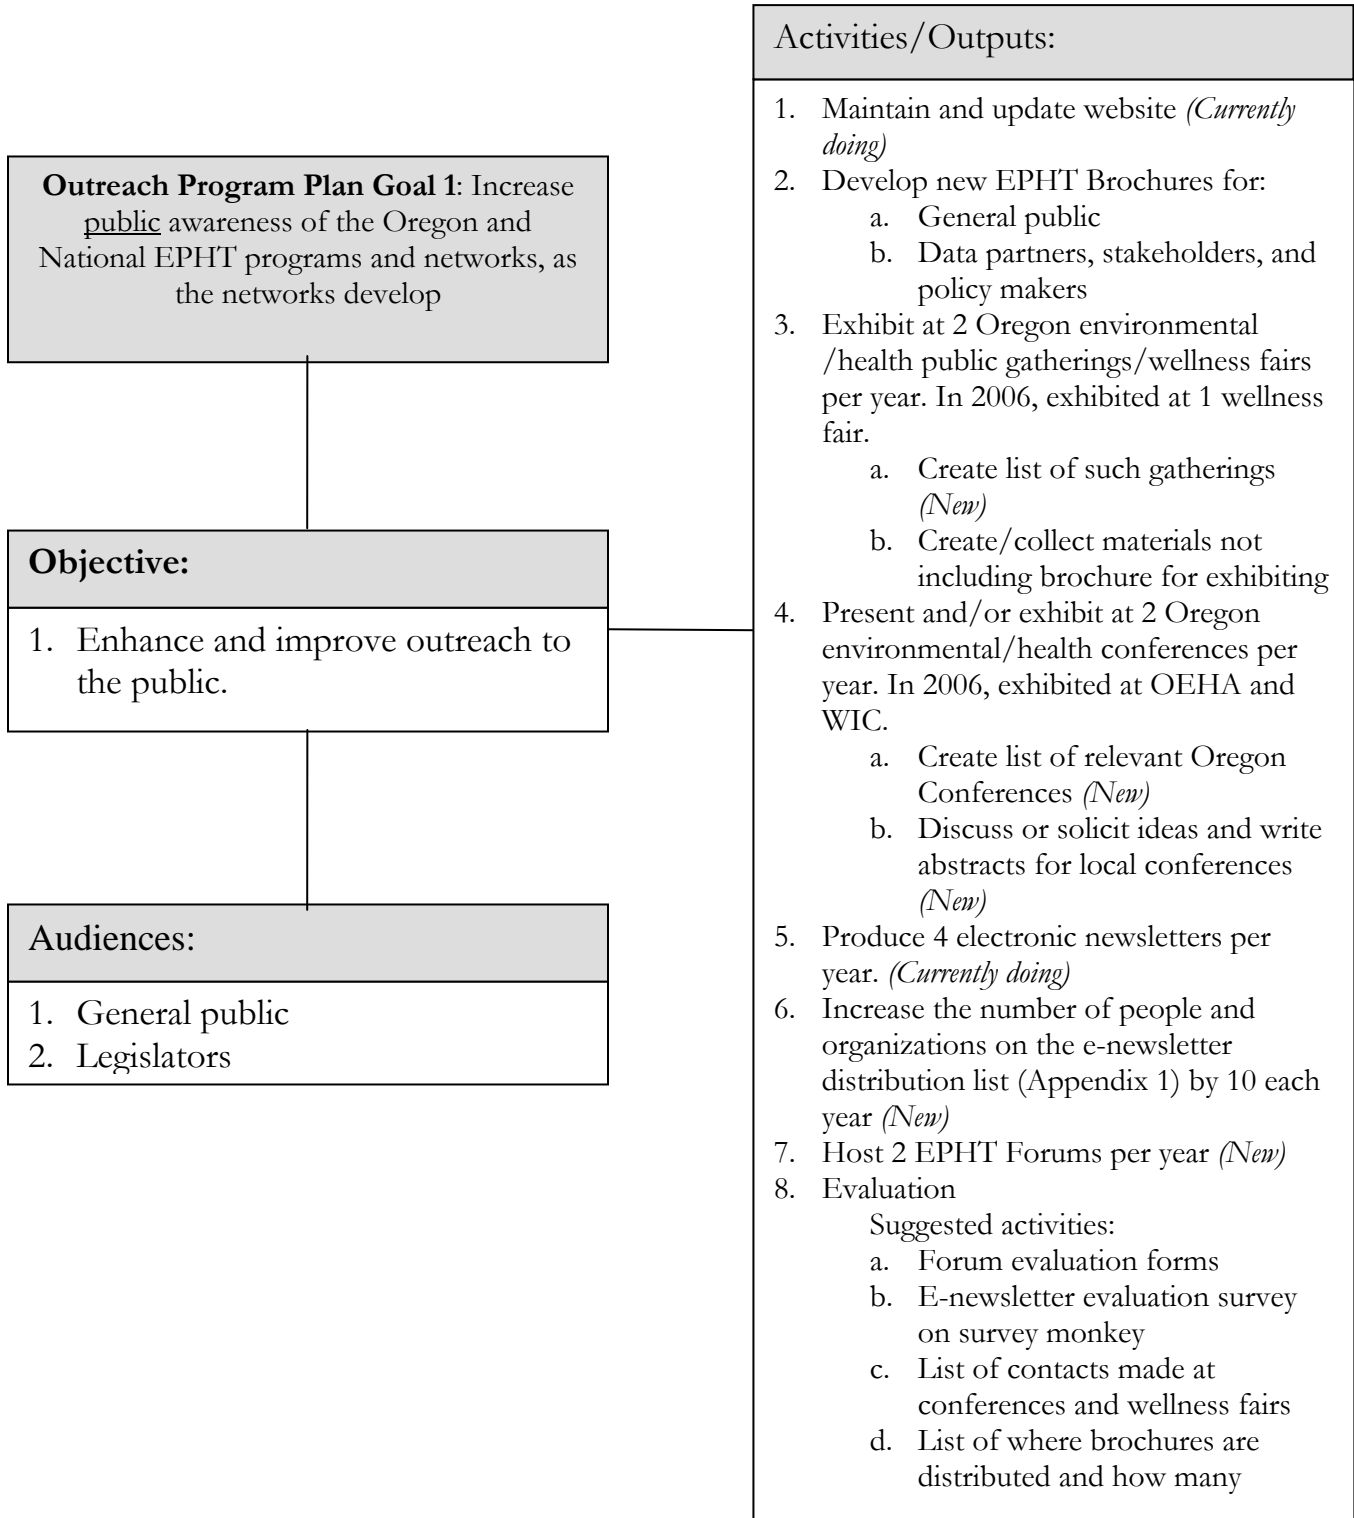 Outreach Program Plan Goal 1: Increase
public awareness of the Oregon and
National EPHT programs and networks, as
the networks develop
Objective:
1. Enhance and improve outreach to
the public.
Audiences:
1. General public
2. Legislators
Activities/Outputs:
1. Maintain and update website (Currently
doing)
2. Develop new EPHT Brochures for:
a. General public
b. Data partners, stakeholders, and
policy makers
3. Exhibit at 2 Oregon environmental
/health public gatherings/wellness fairs
per year. In 2006, exhibited at 1 wellness
fair.
a. Create list of such gatherings
(New)
b. Create/collect materials not
including brochure for exhibiting
4. Present and/or exhibit at 2 Oregon
environmental/health conferences per
year. In 2006, exhibited at OEHA and
WIC.
a. Create list of relevant Oregon
Conferences (New)
b. Discuss or solicit ideas and write
abstracts for local conferences
(New)
5. Produce 4 electronic newsletters per
year. (Currently doing)
6. Increase the number of people and
organizations on the e-newsletter
distribution list (Appendix 1) by 10 each
year (New)
7. Host 2 EPHT Forums per year (New)
8. Evaluation
Suggested activities:
a. Forum evaluation forms
b. E-newsletter evaluation survey
on survey monkey
c. List of contacts made at
conferences and wellness fairs
d. List of where brochures are
distributed and how many